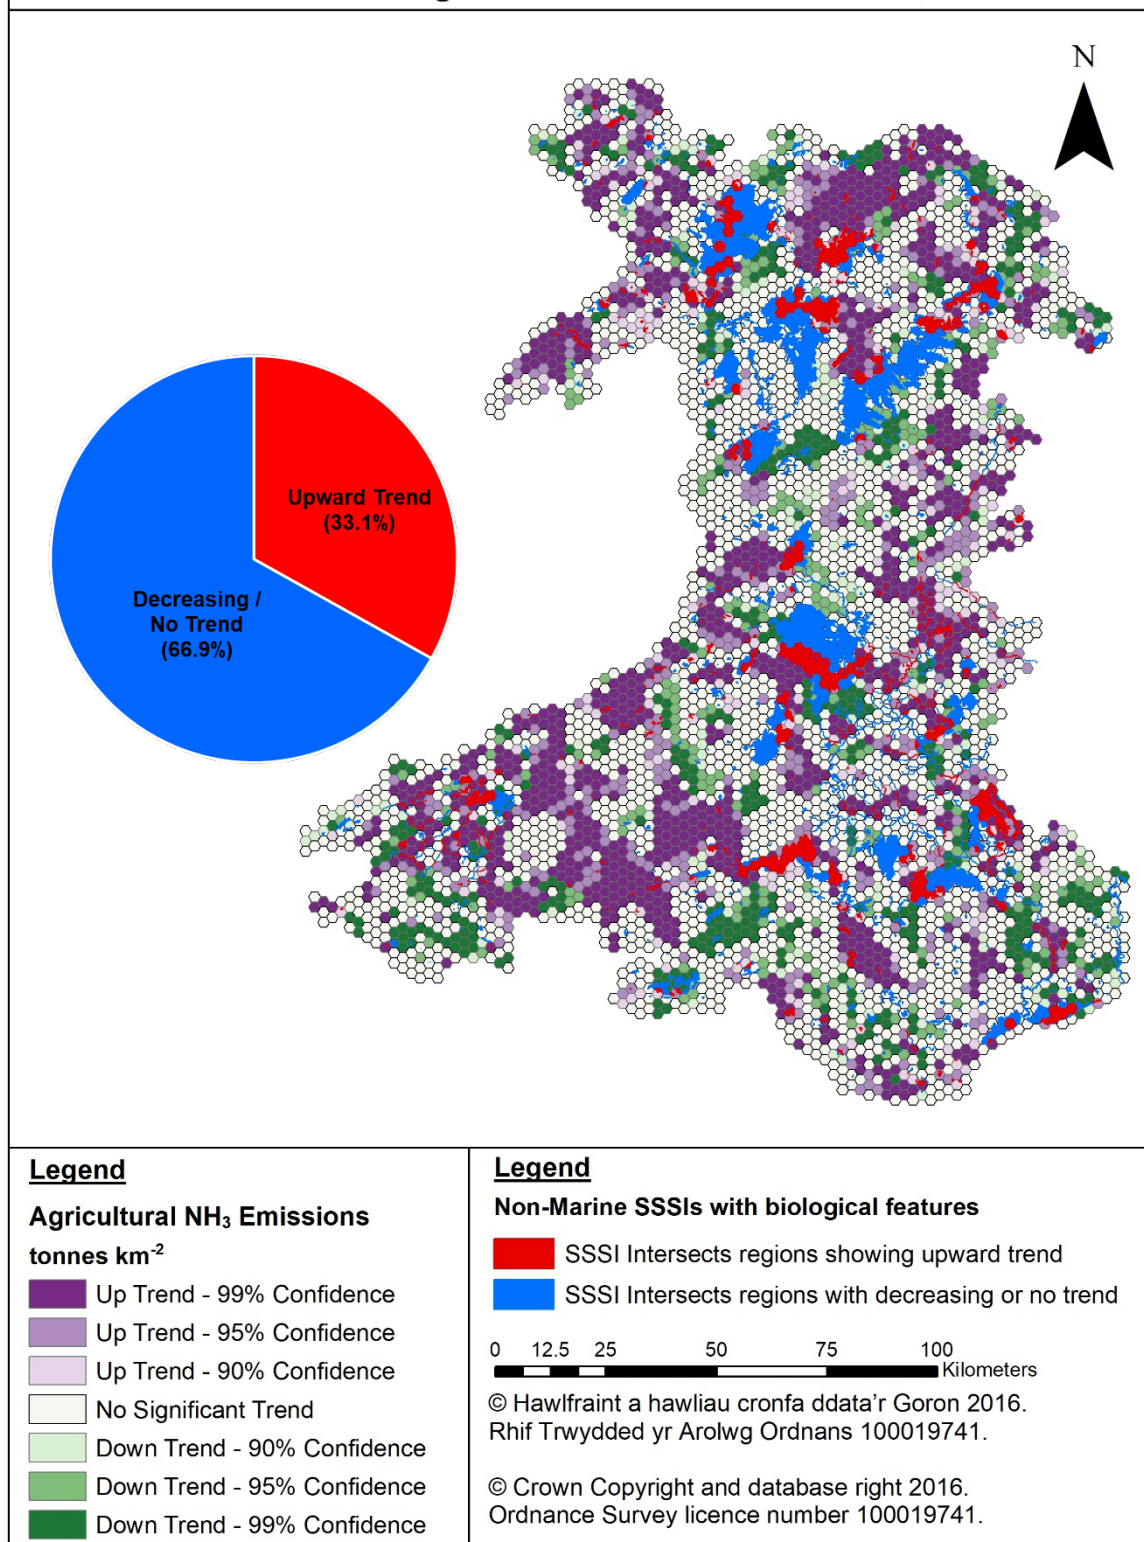 N
Upward Trend
(33.1%)
Decreasing /
No Trend
(66.9%)
Legend
Agricultural NH₃ Emissions
tonnes km⁻²
Up Trend - 99% Confidence
Up Trend - 95% Confidence
Up Trend - 90% Confidence
No Significant Trend
Down Trend - 90% Confidence
Down Trend - 95% Confidence
Down Trend - 99% Confidence
Legend
Non-Marine SSSIs with biological features
SSSI Intersects regions showing upward trend
SSSI Intersects regions with decreasing or no trend
0 12.5 25 50 75 100
Kilometers
© Hawlfraint a hawliau cronfa ddata’r Goron 2016.
Rhif Trwydded yr Arolwg Ordnans 100019741.
© Crown Copyright and database right 2016.
Ordnance Survey licence number 100019741.